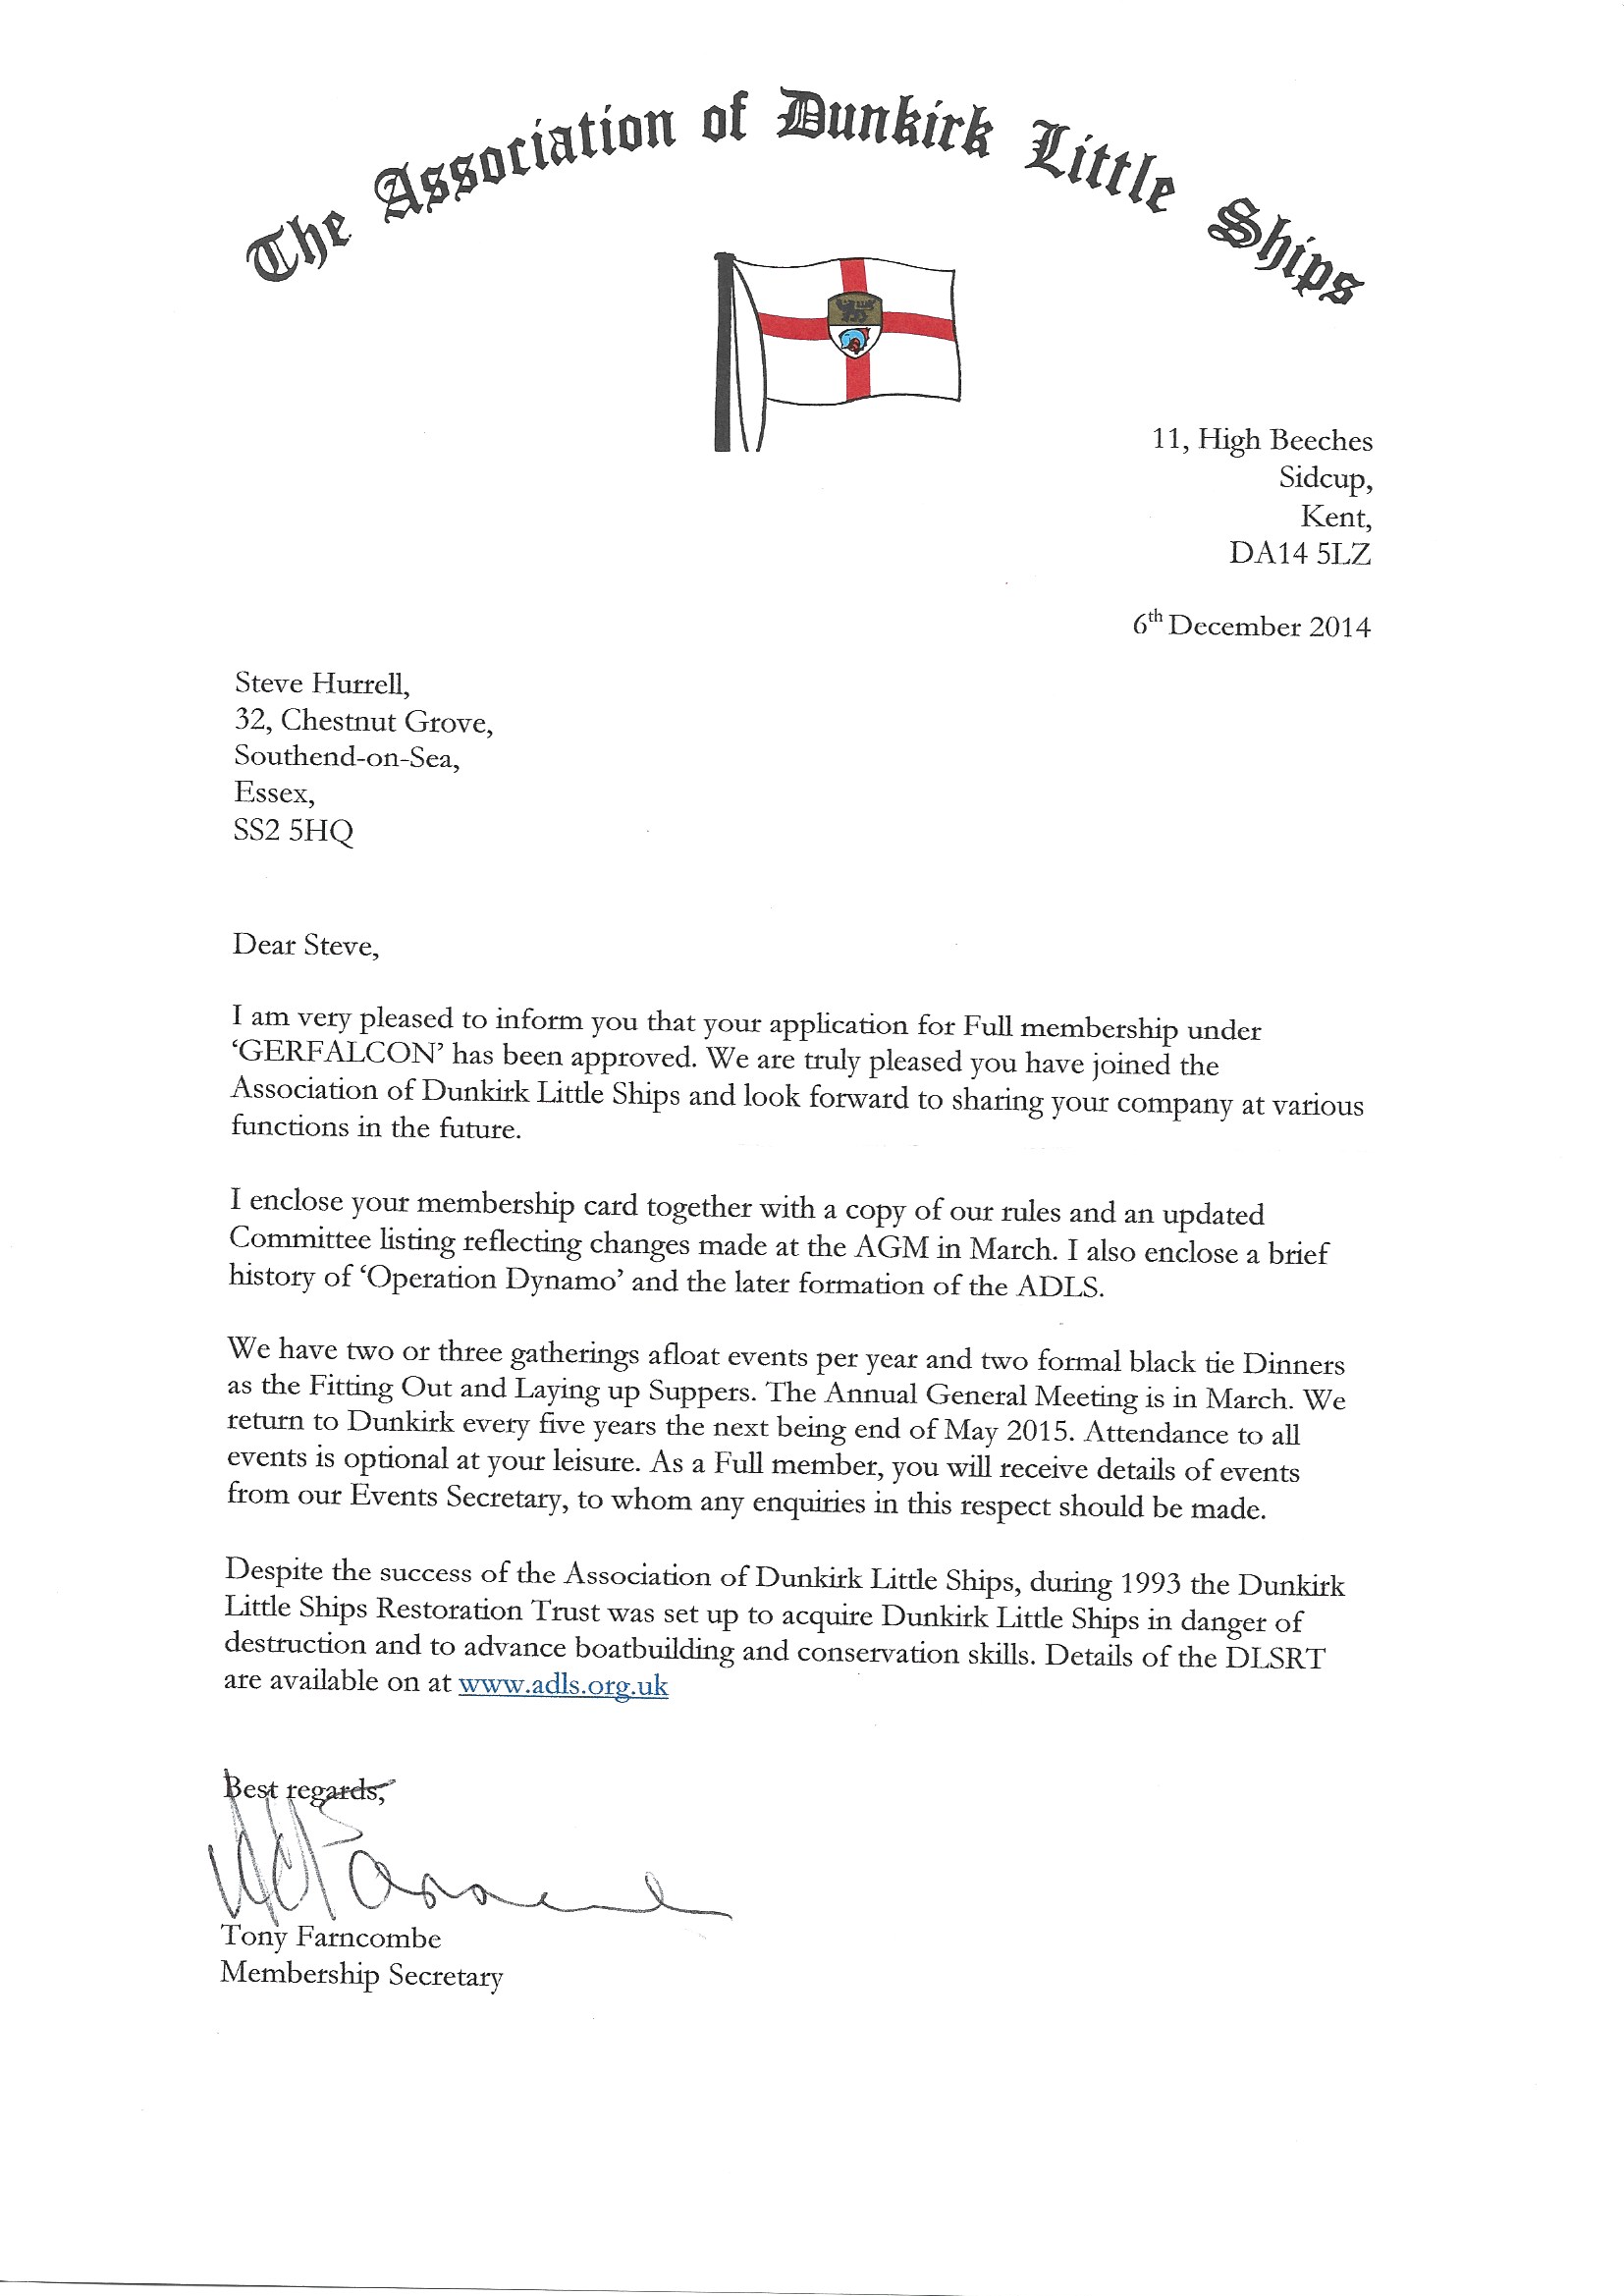 The Association of Dunkirk Little Ships
11, High Beeches
Sidcup,
Kent,
DA14 5LZ
6th December 2014
Steve Hurrell,
32, Chestnut Grove,
Southend-on-Sea,
Essex,
SS2 5HQ
Dear Steve,
I am very pleased to inform you that your application for Full membership under
‘GERFALCON’ has been approved. We are truly pleased you have joined the
Association of Dunkirk Little Ships and look forward to sharing your company at various
functions in the future.
I enclose your membership card together with a copy of our rules and an updated
Committee listing reflecting changes made at the AGM in March. I also enclose a brief
history of ‘Operation Dynamo’ and the later formation of the ADLS.
We have two or three gatherings afloat events per year and two formal black tie Dinners
as the Fitting Out and Laying up Suppers. The Annual General Meeting is in March. We
return to Dunkirk every five years the next being end of May 2015. Attendance to all
events is optional at your leisure. As a Full member, you will receive details of events
from our Events Secretary, to whom any enquiries in this respect should be made.
Despite the success of the Association of Dunkirk Little Ships, during 1993 the Dunkirk
Little Ships Restoration Trust was set up to acquire Dunkirk Little Ships in danger of
destruction and to advance boatbuilding and conservation skills. Details of the DLSRT
are available on at www.adls.org.uk
Best regards,
Tony Farncombe
Membership Secretary